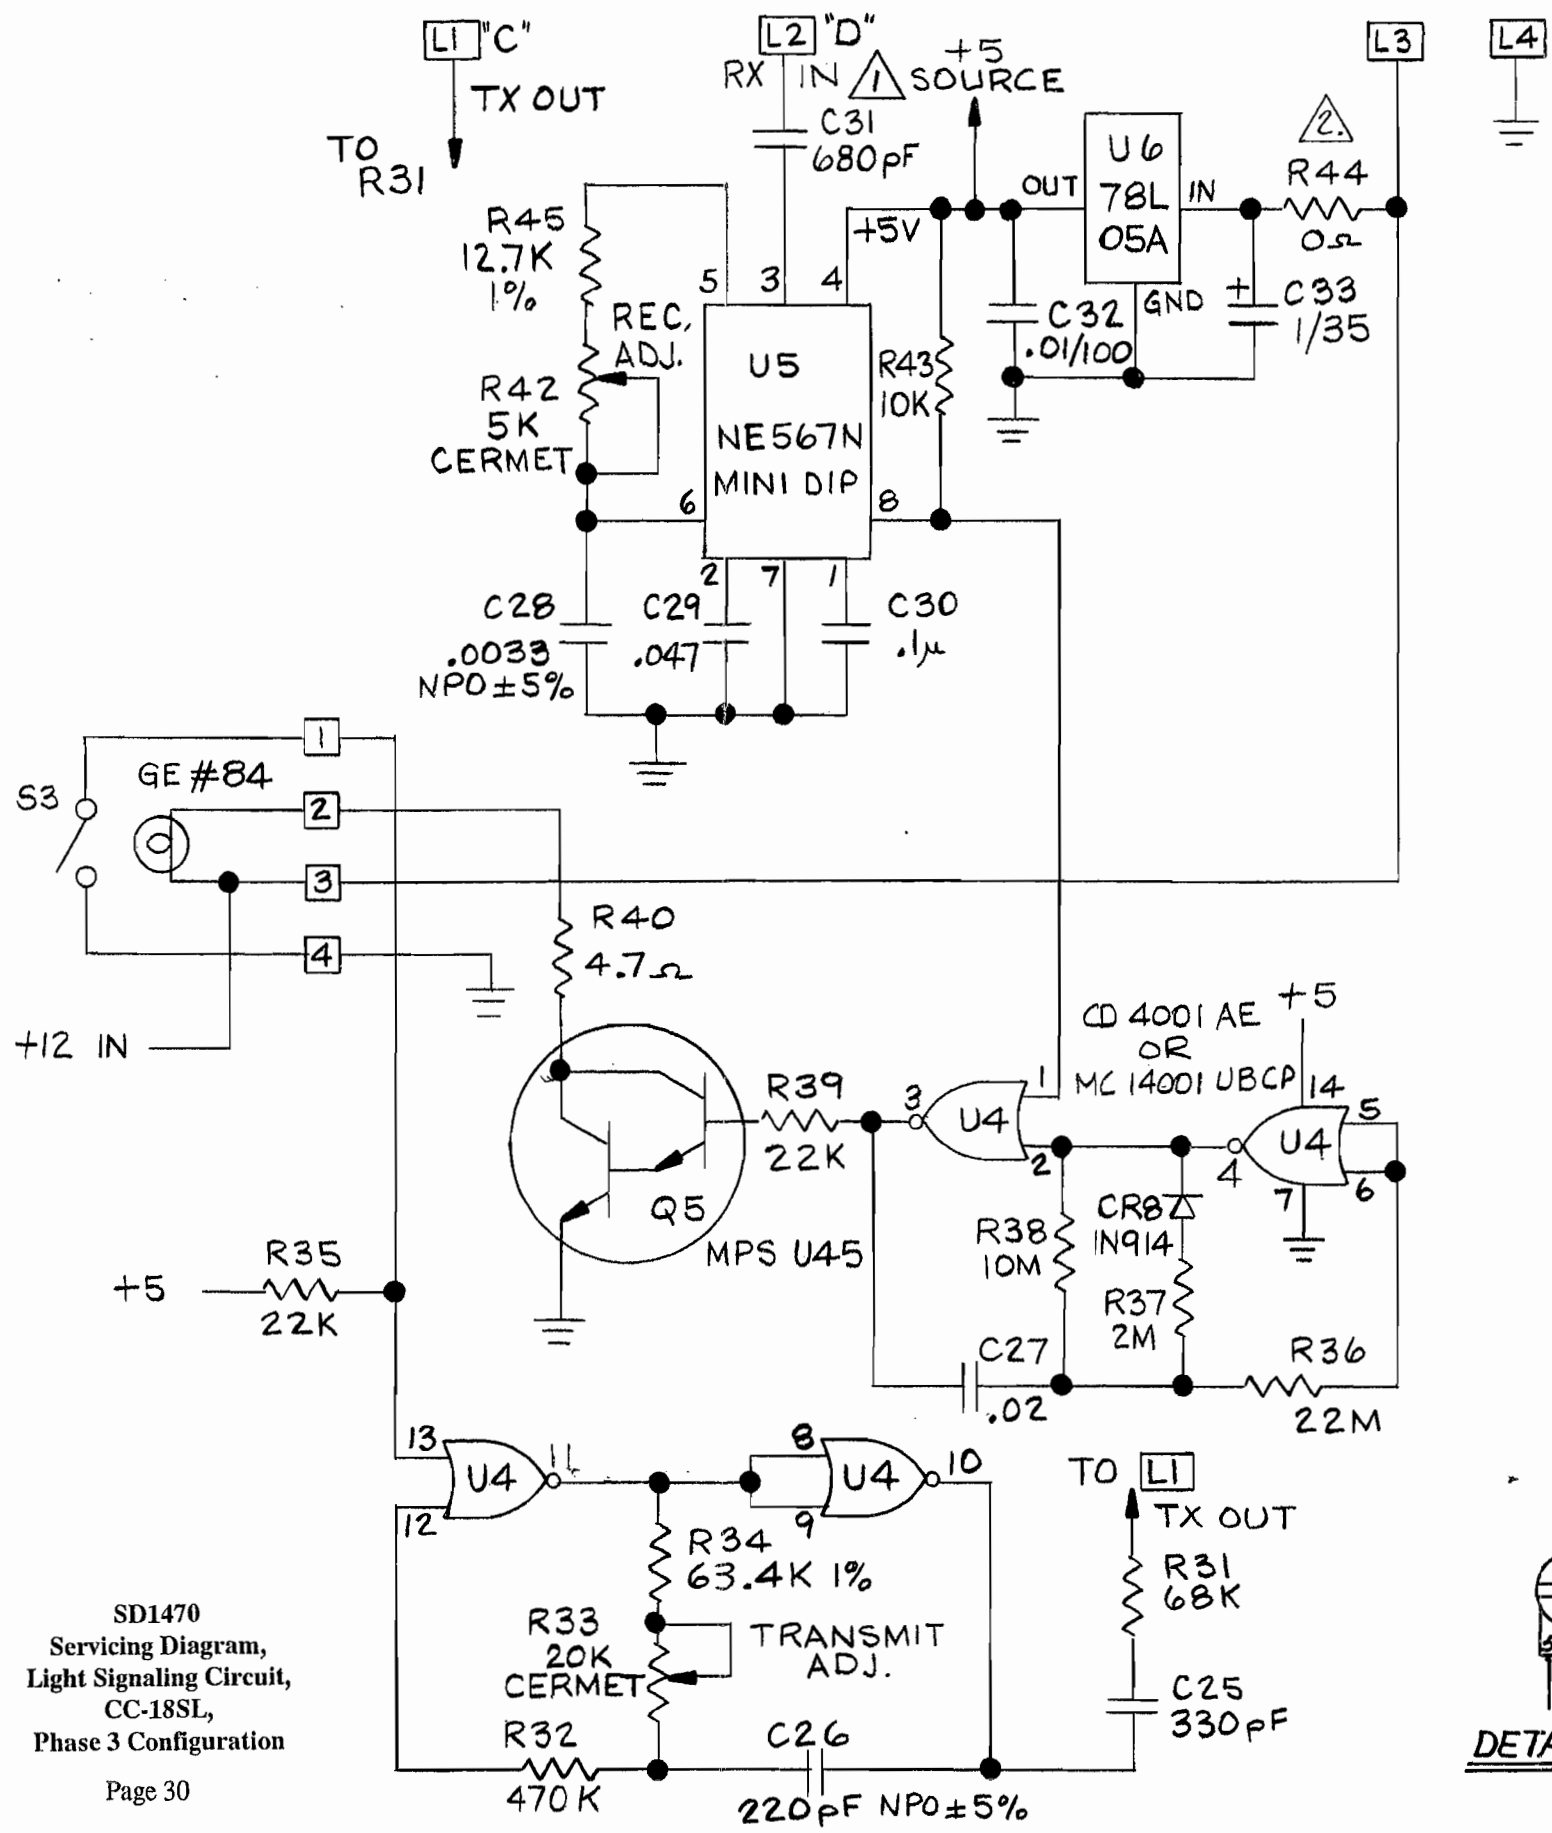 L1 "C"
TX OUT
TO
R31
L2 "D"
RX IN
1
+5
SOURCE
L3
L4
C31
680pF
U6
78L
05A
OUT
IN
GND
2.
R44
0Ω
R45
12.7K
1%
+5V
5
3
4
REC,
ADJ.
R42
5K
CERMET
U5
NE567N
MINI DIP
R43
10K
C32
.01/100
+
C33
1/35
6
8
2
7
1
C28
.0033
NPO ±5%
C29
.047
C30
.1µ
1
GE #84
S3
2
3
4
+12 IN
R40
4.7Ω
CD 4001 AE
OR
MC 14001 UBCP
+5
14
1
3
U4
2
5
U4
4
7
6
R39
22K
Q5
MPS U45
R38
10M
CR8
1N914
R37
2M
+5
R35
22K
C27
.02
R36
22M
13
U4
11
12
8
U4
10
9
TO L1
TX OUT
R34
63.4K 1%
R31
68K
R33
20K
CERMET
TRANSMIT
ADJ.
R32
470K
C26
220pF NPO ±5%
C25
330pF
SD1470
Servicing Diagram,
Light Signaling Circuit,
CC-18SL,
Phase 3 Configuration
Page 30
DETA